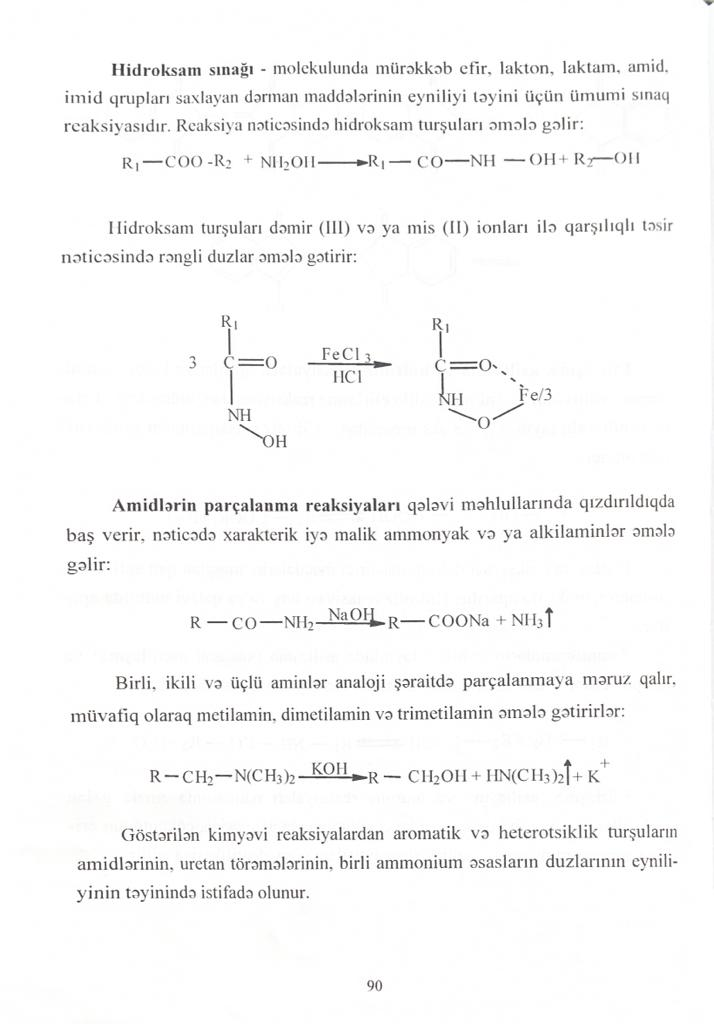 Hidroksam sınağı - molekulunda mürəkkəb efir, lakton, laktam, amid,
imid qrupları saxlayan dərman maddələrinin eyniliyi təyini üçün ümumi sınaq
reaksiyasıdır. Reaksiya nəticəsində hidroksam turşuları əmələ gəlir:
R₁—COO-R₂ + NH₂OH⟶R₁—CO—NH—OH+ R₂—OH
Hidroksam turşuları dəmir (III) və ya mis (II) ionları ilə qarşılıqlı təsir
nəticəsində rəngli duzlar əmələ gətirir:
R₁ R₁
3 C═O FeCl₃ C═O
HCl
NH Fe/3
NH O
OH
Amidlərin parçalanma reaksiyaları qələvi məhlullarında qızdırıldıqda
baş verir, nəticədə xarakterik iyə malik ammonyak və ya alkilaminlər əmələ
gəlir:
R—CO—NH₂ NaOH⟶R—COONa + NH₃↑
Birli, ikili və üçlü aminlər analoji şəraitdə parçalanmaya məruz qalır,
müvafiq olaraq metilamin, dimetilamin və trimetilamin əmələ gətirirlər:
R—CH₂—N(CH₃)₂ KOH⟶R—CH₂OH + HN(CH₃)₂↑+ K⁺
Göstərilən kimyəvi reaksiyalardan aromatik və heterotsiklik turşuların
amidlərinin, uretan törəmələrinin, birli ammonium əsasların duzlarının eynili-
yinin təyinində istifadə olunur.
90